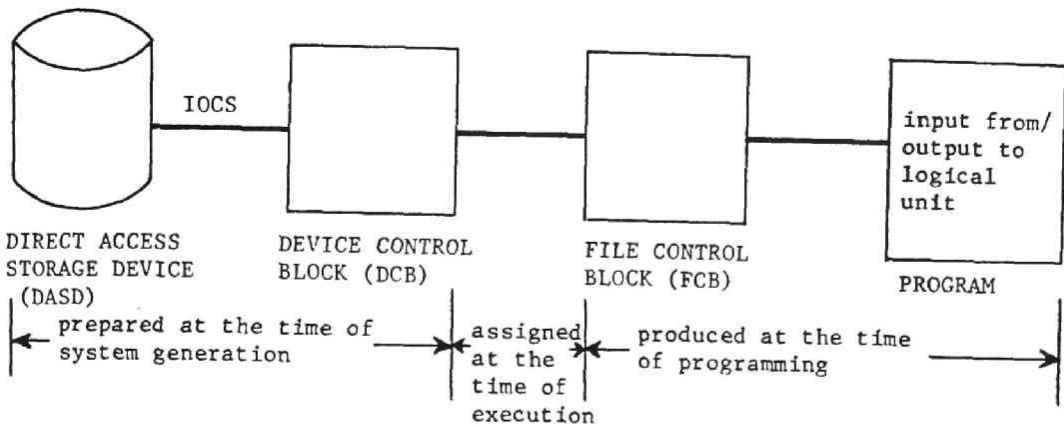 IOCS
input from/
output to
logical
unit
DIRECT ACCESS
STORAGE DEVICE
(DASD)
DEVICE CONTROL
BLOCK (DCB)
FILE CONTROL
BLOCK (FCB)
PROGRAM
prepared at the time of
system generation
assigned
at the
time of
execution
produced at the time
of programming